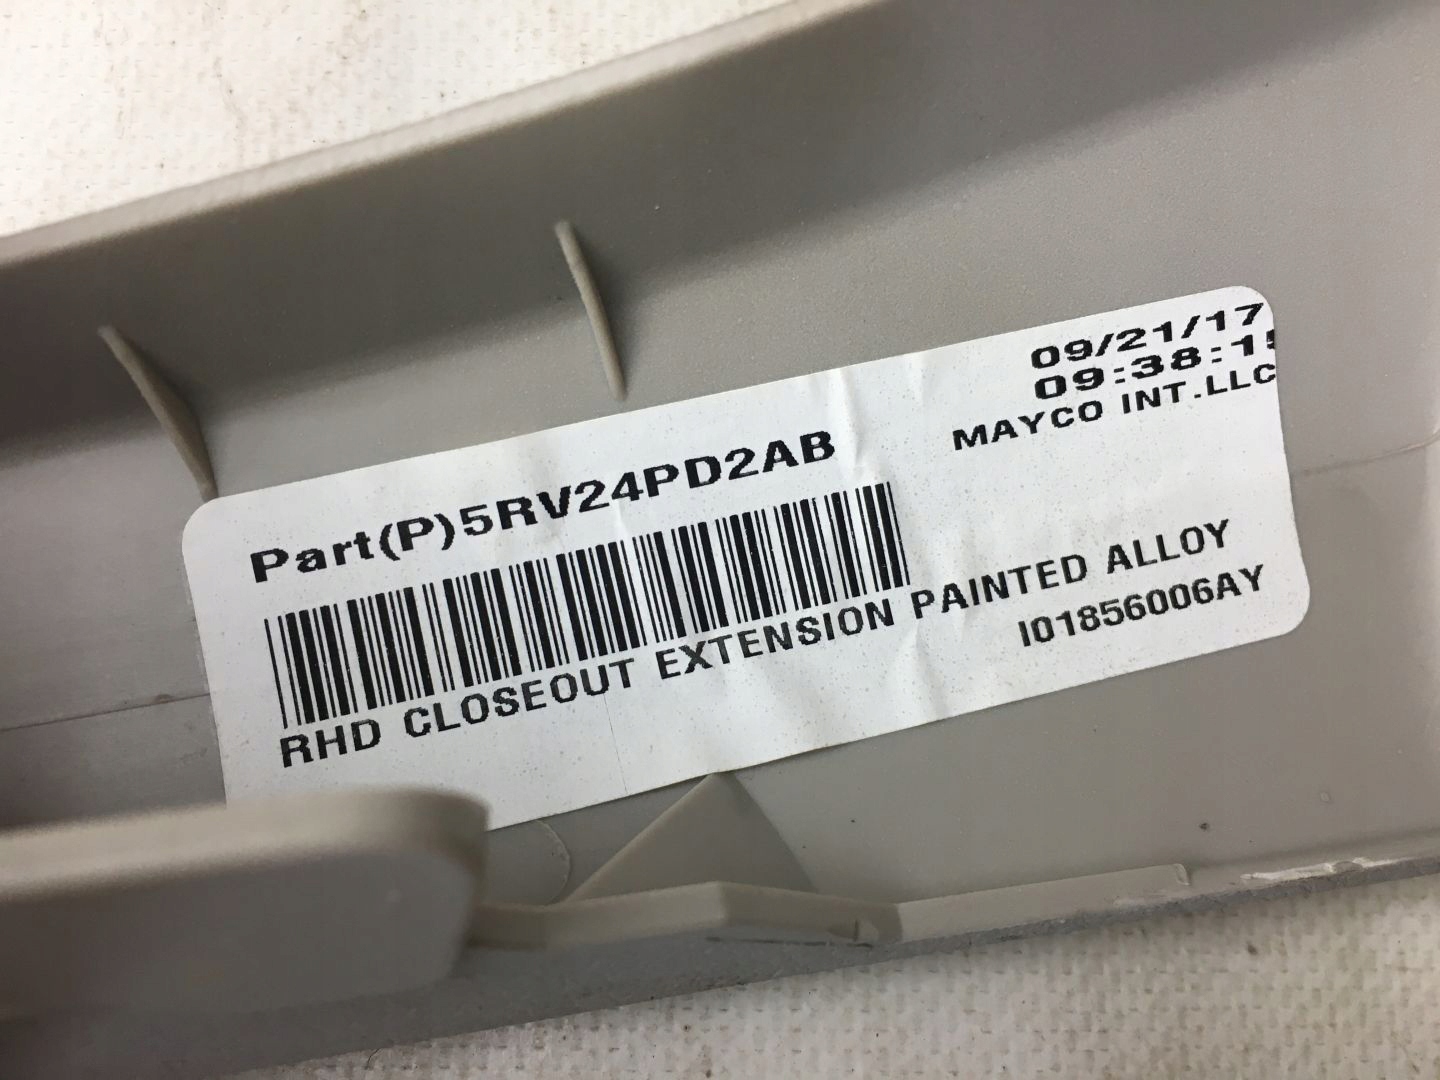 09/21/17
09:38:1
MAYCO INT.LLC
Part(P)5RV24PD2AB
RHD CLOSEOUT EXTENSION PAINTED ALLOY
I01856006AY